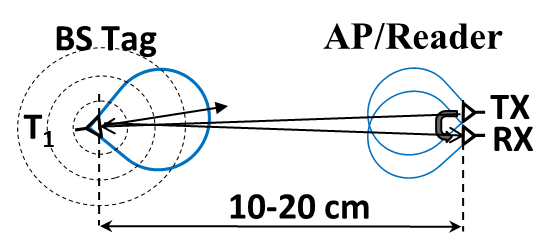 BS Tag
AP/Reader
TX
T1
RX
10-20 cm